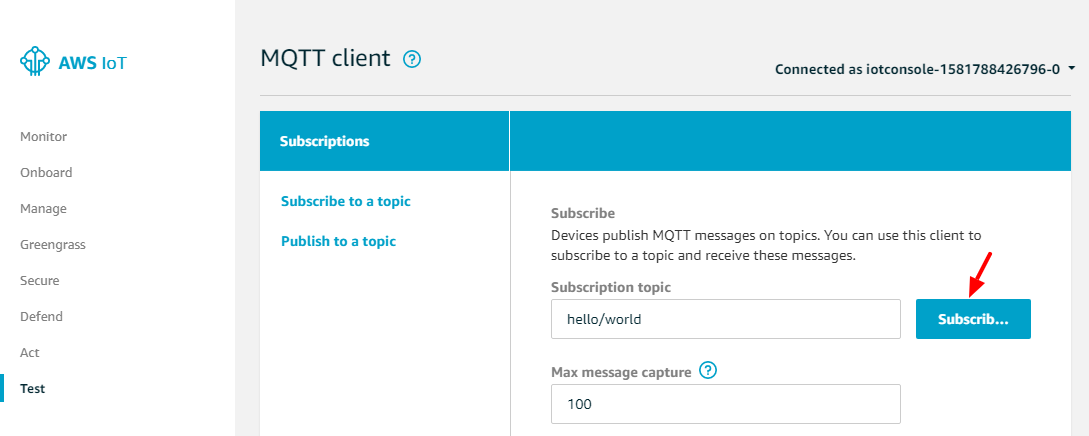 AWS IoT
Monitor
Onboard
Manage
Greengrass
Secure
Defend
Act
Test
MQTT client ?
Connected as iotconsole-1581788426796-0
Subscriptions
Subscribe to a topic
Publish to a topic
Subscribe
Devices publish MQTT messages on topics. You can use this client to
subscribe to a topic and receive these messages.
Subscription topic
hello/world
Subscrib...
Max message capture ?
100